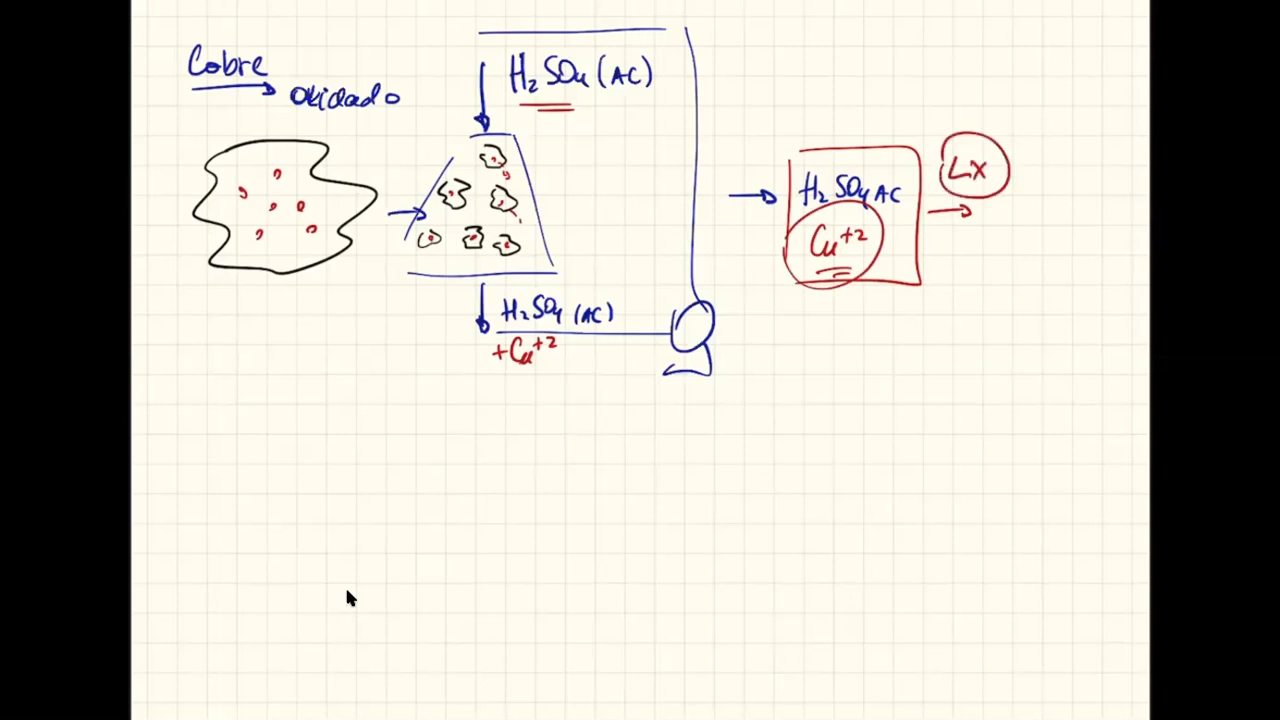 Cobre
oxidado
H₂SO₄ (AC)
H₂SO₄ AC
Cu⁺²
Lx
H₂SO₄ (AC)
+Cu⁺²